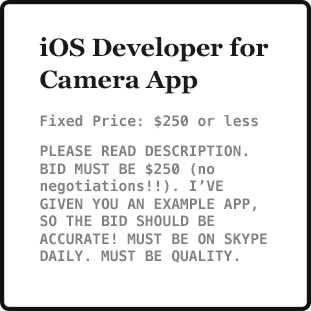 iOS Developer for
Camera App
Fixed Price: $250 or less
PLEASE READ DESCRIPTION.
BID MUST BE $250 (no
negotiations!!). I’VE
GIVEN YOU AN EXAMPLE APP,
SO THE BID SHOULD BE
ACCURATE! MUST BE ON SKYPE
DAILY. MUST BE QUALITY.